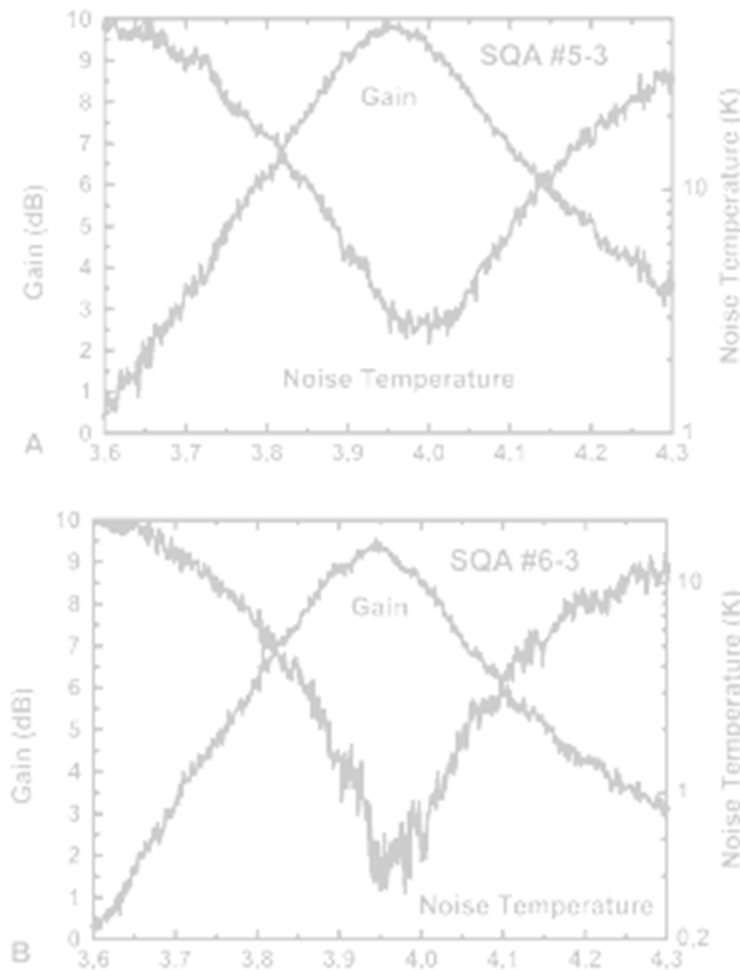 10
SQA #5-3
9
Gain
8
7
6
10
5
4
3
2
Noise Temperature
1
0
1
3,6 3,7 3,8 3,9 4,0 4,1 4,2 4,3
Gain (dB)
Noise Temperature (K)
A
10
SQA #6-3
9
10
Gain
8
7
6
5
4
1
3
2
1
Noise Temperature
0
0,2
3,6 3,7 3,8 3,9 4,0 4,1 4,2 4,3
Gain (dB)
Noise Temperature (K)
B